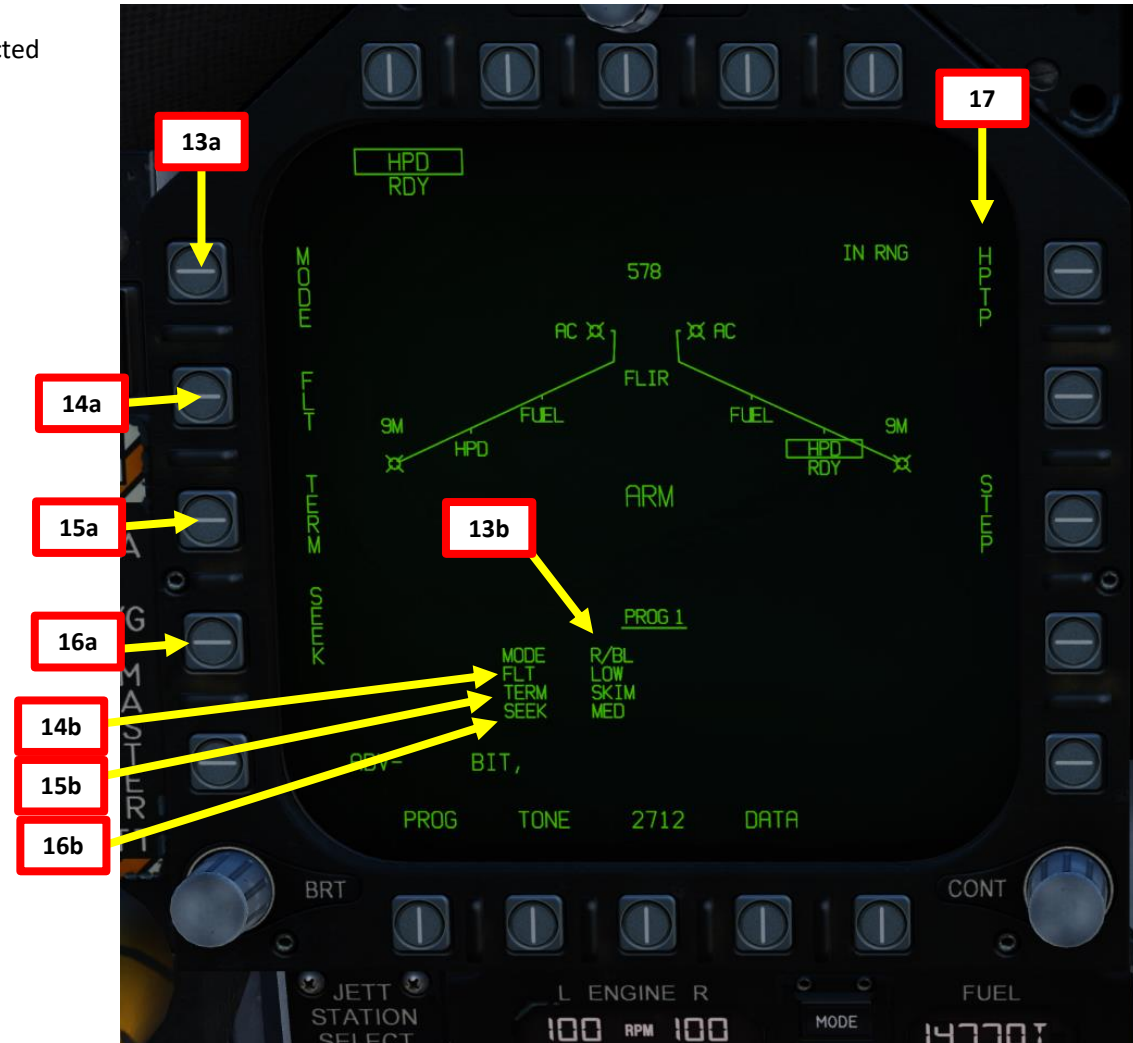 cted
17
13a
HPD
RDY
MODE
578
IN RNG
HPTP
AC
AC
14a
FLT
FLIR
FUEL
FUEL
9M
9M
HPD
HPD
RDY
15a
TERM
ARM
STEP
13b
A
SEEK
16a
PROG 1
MODE R/BL
FLT LOW
TERM SKIM
SEEK MED
MASTER
14b
15b
16b
ADV- BIT,
PROG TONE 2712 DATA
BRT
CONT
JETT
STATION
SELECT
L ENGINE R
100 RPM 100
MODE
FUEL
14770T